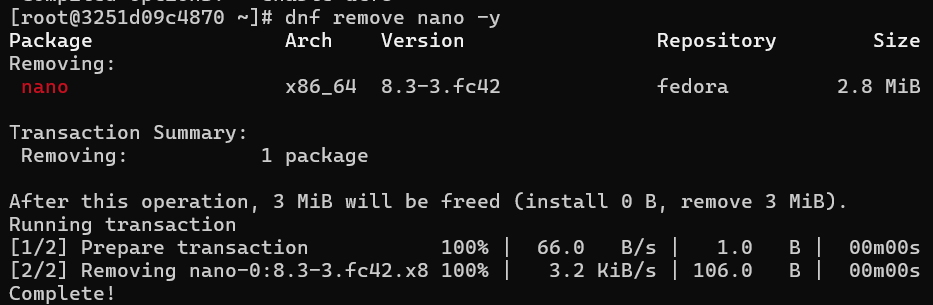 [root@3251d09c4870 ~]# dnf remove nano -y
Package                Arch    Version                Repository        Size
Removing:
 nano                  x86_64  8.3-3.fc42             fedora         2.8 MiB

Transaction Summary:
 Removing:           1 package

After this operation, 3 MiB will be freed (install 0 B, remove 3 MiB).
Running transaction
[1/2] Prepare transaction           100% |  66.0   B/s |   1.0   B |  00m00s
[2/2] Removing nano-0:8.3-3.fc42.x8 100% |   3.2 KiB/s | 106.0   B |  00m00s
Complete!